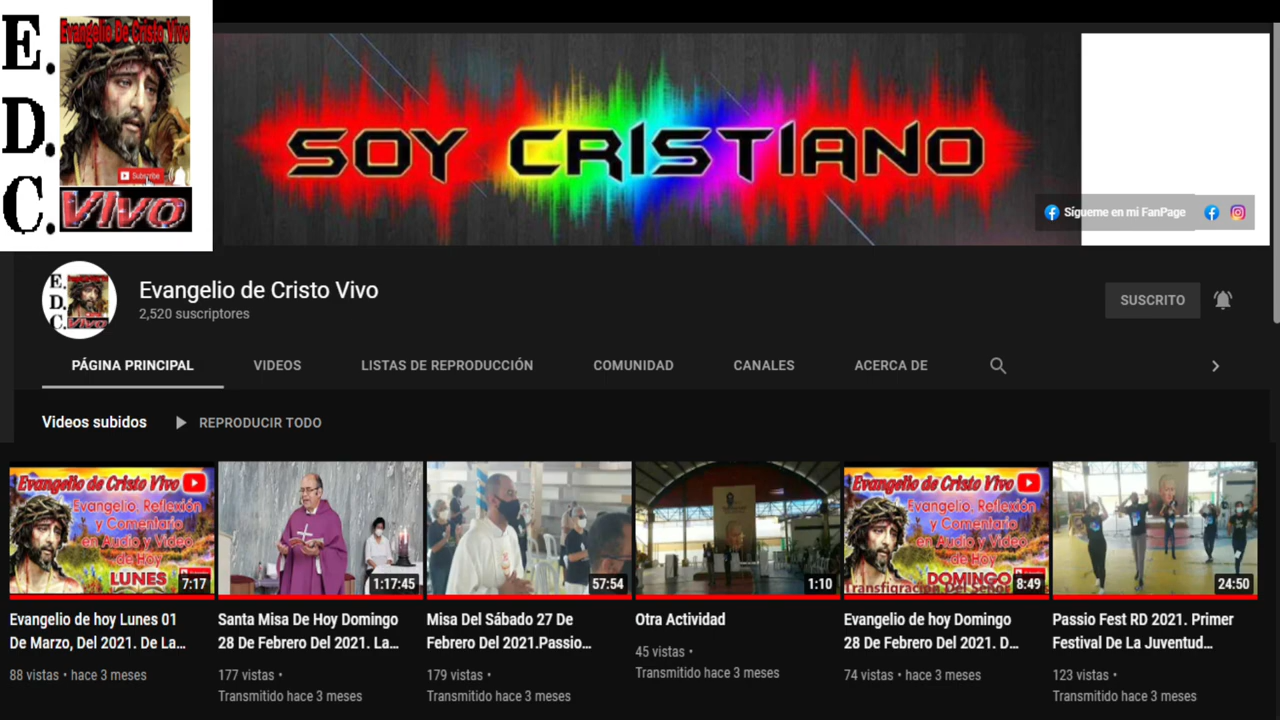 E.
D.
C.
Evangelio De Cristo Vivo
Subscribe
Vivo
SOY CRISTIANO
Sígueme en mi FanPage
E.
D.
C.
Vivo
Evangelio de Cristo Vivo
2,520 suscriptores
SUSCRITO
PÁGINA PRINCIPAL
VIDEOS
LISTAS DE REPRODUCCIÓN
COMUNIDAD
CANALES
ACERCA DE
Videos subidos
REPRODUCIR TODO
Evangelio de Cristo Vivo
Evangelio, Reflexión
y Comentario
en Audio y Video
de Hoy
LUNES
7:17
Evangelio de hoy Lunes 01
De Marzo, Del 2021. De La...
88 vistas • hace 3 meses
1:17:45
Santa Misa De Hoy Domingo
28 De Febrero Del 2021. La...
177 vistas •
Transmitido hace 3 meses
57:54
Misa Del Sábado 27 De
Febrero Del 2021.Passio...
179 vistas •
Transmitido hace 3 meses
1:10
Otra Actividad
45 vistas •
Transmitido hace 3 meses
Evangelio de Cristo Vivo
Evangelio, Reflexión
y Comentario
en Audio y Video
de Hoy
DOMINGO
Transfigración Del Señor
8:49
Evangelio de hoy Domingo
28 De Febrero Del 2021. D...
74 vistas • hace 3 meses
24:50
Passio Fest RD 2021. Primer
Festival De La Juventud...
123 vistas •
Transmitido hace 3 meses